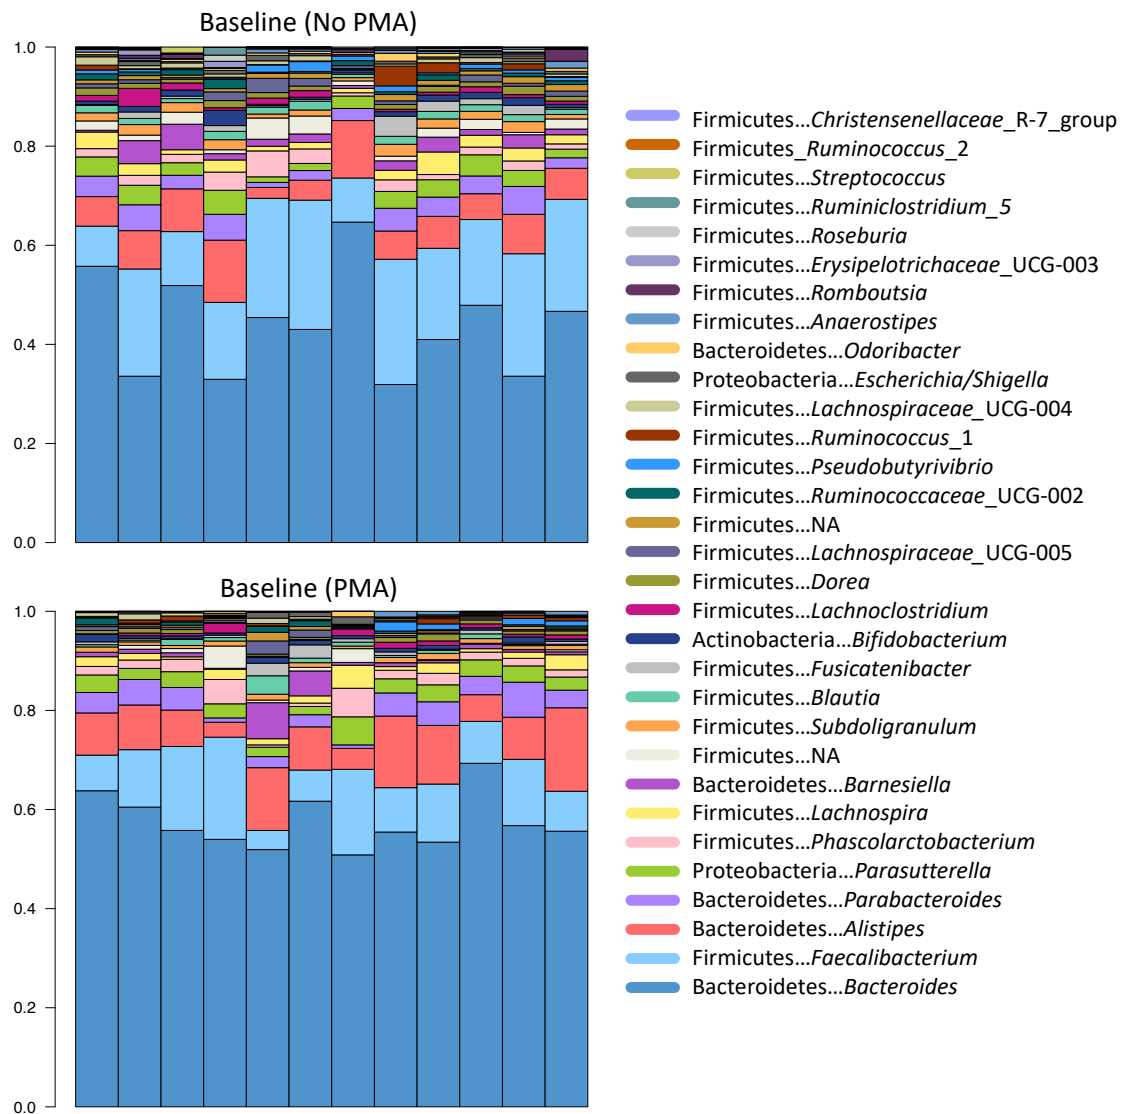 Baseline (No PMA)
1.0
0.8
0.6
0.4
0.2
0.0
Baseline (PMA)
1.0
0.8
0.6
0.4
0.2
0.0
Firmicutes...Christensenellaceae_R-7_group
Firmicutes_Ruminococcus_2
Firmicutes...Streptococcus
Firmicutes...Ruminiclostridium_5
Firmicutes...Roseburia
Firmicutes...Erysipelotrichaceae_UCG-003
Firmicutes...Romboutsia
Firmicutes...Anaerostipes
Bacteroidetes...Odoribacter
Proteobacteria...Escherichia/Shigella
Firmicutes...Lachnospiraceae_UCG-004
Firmicutes...Ruminococcus_1
Firmicutes...Pseudobutyrivibrio
Firmicutes...Ruminococcaceae_UCG-002
Firmicutes...NA
Firmicutes...Lachnospiraceae_UCG-005
Firmicutes...Dorea
Firmicutes...Lachnoclostridium
Actinobacteria...Bifidobacterium
Firmicutes...Fusicatenibacter
Firmicutes...Blautia
Firmicutes...Subdoligranulum
Firmicutes...NA
Bacteroidetes...Barnesiella
Firmicutes...Lachnospira
Firmicutes...Phascolarctobacterium
Proteobacteria...Parasutterella
Bacteroidetes...Parabacteroides
Bacteroidetes...Alistipes
Firmicutes...Faecalibacterium
Bacteroidetes...Bacteroides